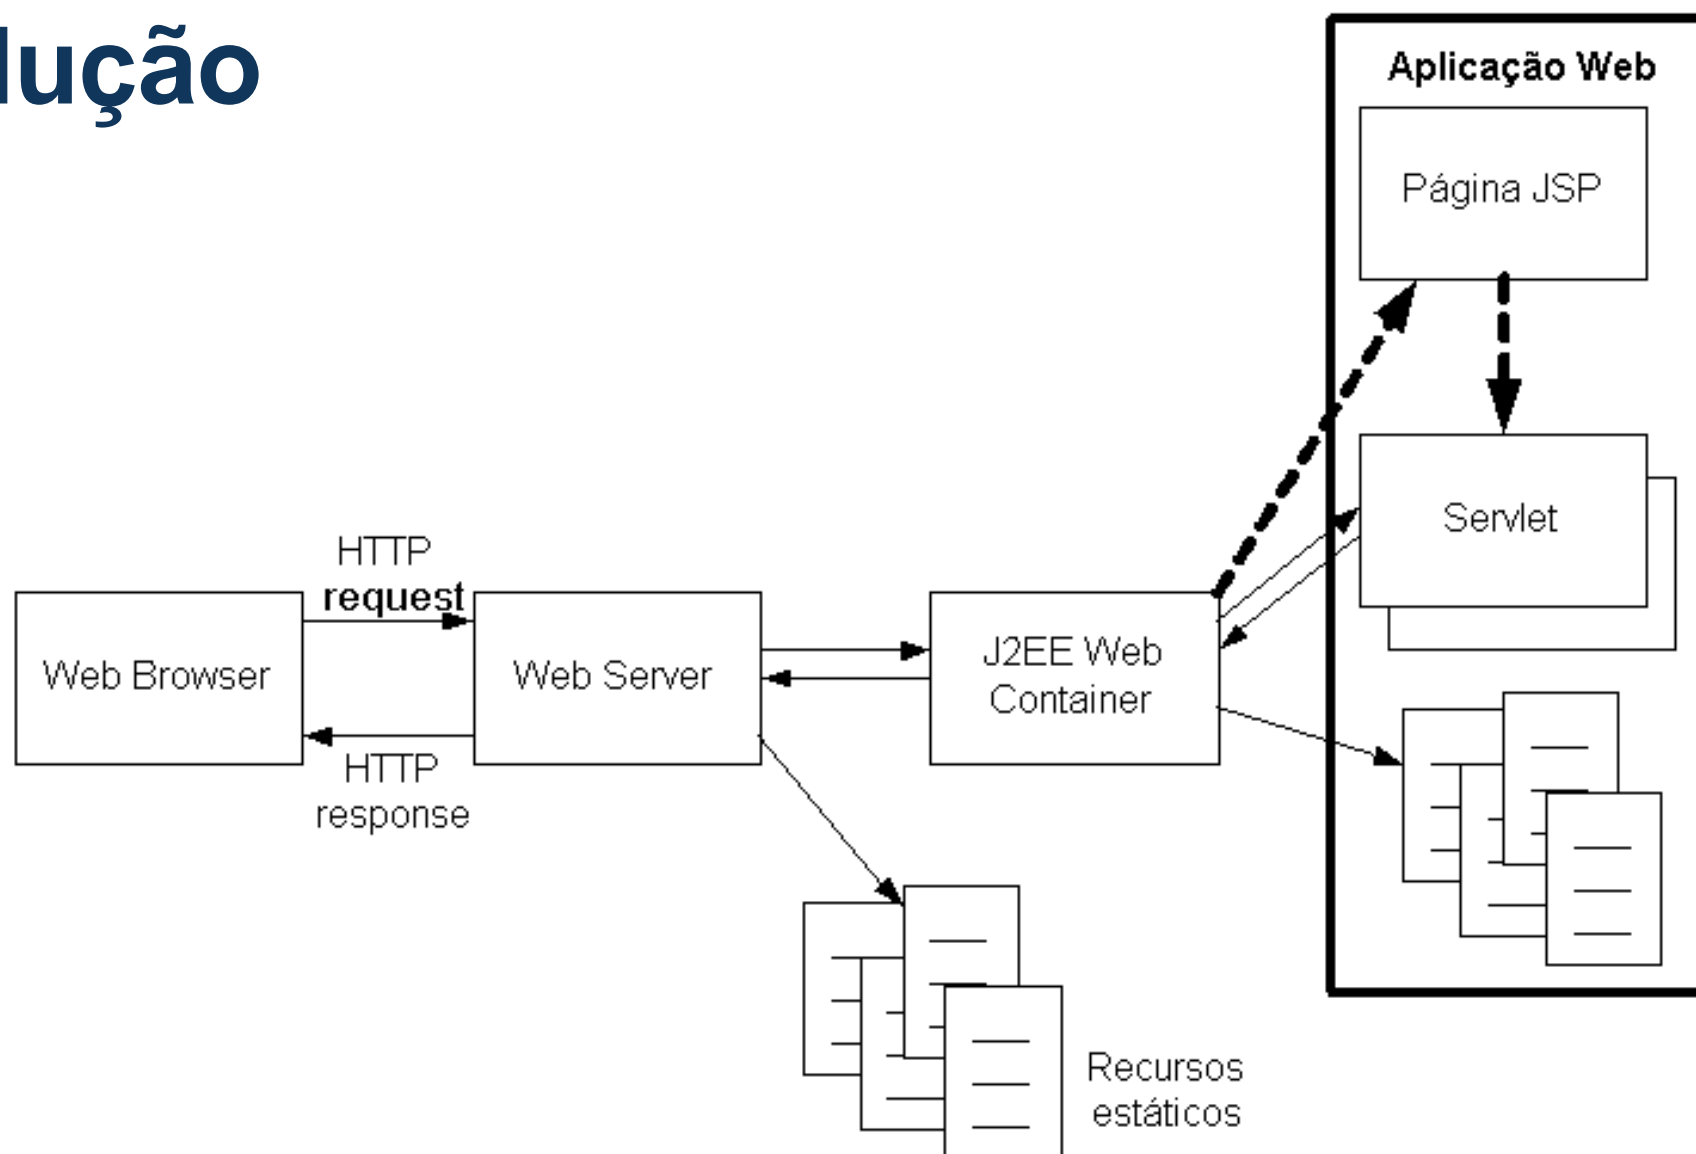 lução
Aplicação Web
Página JSP
Servlet
HTTP
request
Web Browser
Web Server
J2EE Web
Container
HTTP
response
Recursos
estáticos